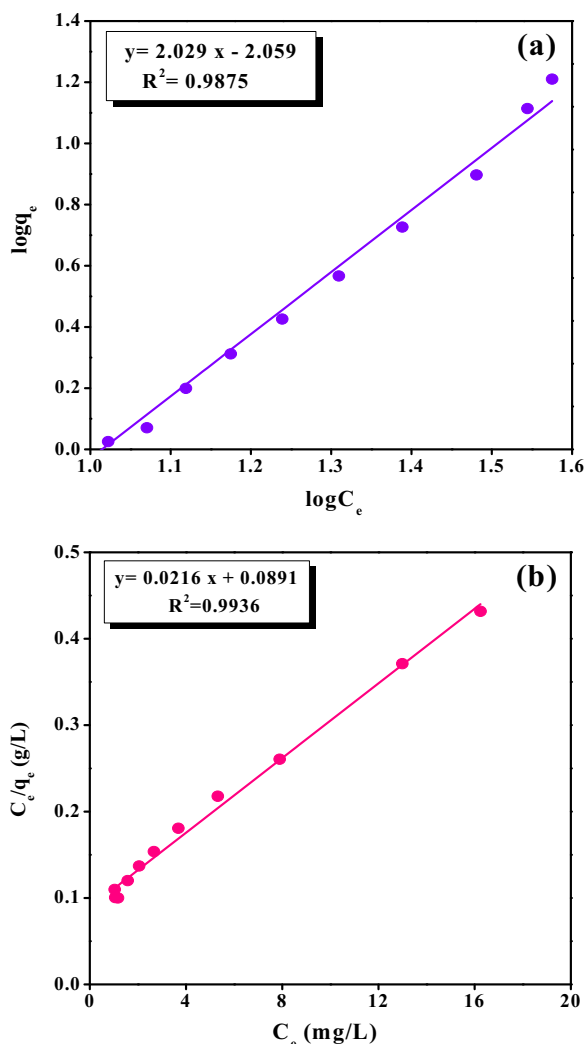 (a)
y= 2.029 x - 2.059
R²= 0.9875
1.4
1.2
1.0
0.8
0.6
0.4
0.2
0.0
logqₑ
1.0 1.1 1.2 1.3 1.4 1.5 1.6
logCₑ
(b)
y= 0.0216 x + 0.0891
R²=0.9936
0.5
0.4
0.3
0.2
0.1
0.0
Cₑ/qₑ (g/L)
0 4 8 12 16 20
Cₑ (mg/L)